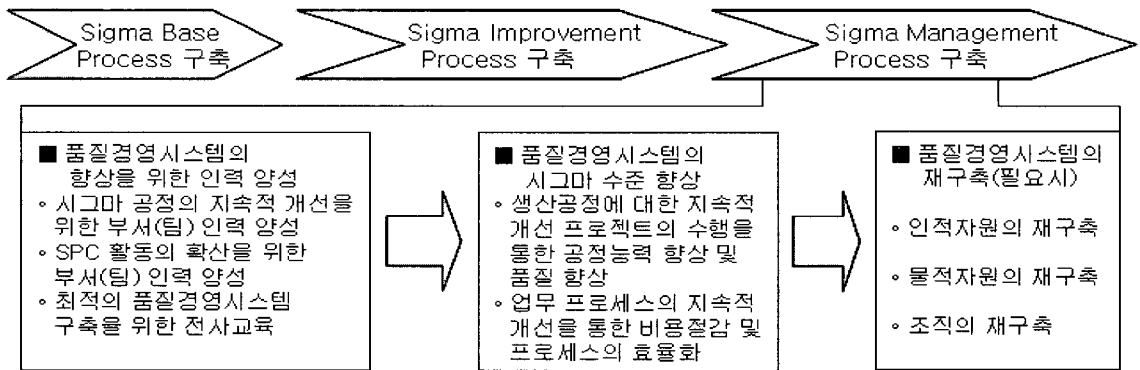 Sigma Base
Process 구축
Sigma Improvement
Process 구축
Sigma Management
Process 구축
■ 품질경영시스템의
향상을 위한 인력 양성
∘ 시그마 공정의 지속적 개선을
위한 부서(팀) 인력 양성
∘ SPC 활동의 확산을 위한
부서(팀) 인력 양성
∘ 최적의 품질경영시스템
구축을 위한 전사교육
■ 품질경영시스템의
시그마 수준 향상
∘ 생산공정에 대한 지속적
개선 프로젝트의 수행을
통한 공정능력 향상 및
품질 향상
∘ 업무 프로세스의 지속적
개선을 통한 비용절감 및
프로세스의 효율화
■ 품질경영시스템의
재구축(필요시)
∘ 인적자원의 재구축
∘ 물적자원의 재구축
∘ 조직의 재구축